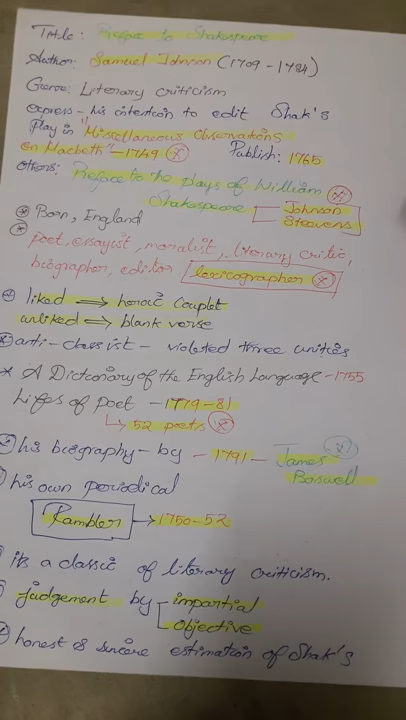 Title: Preface to Shakespeare
Author: Samuel Johnson (1709 - 1784)
Genre: Literary criticism
express - his intention to edit Shak's
Play in "Miscellaneous Observations
on Macbeth" - 1749 Publish: 1765
others: Preface to the plays of William
Shakespeare Johnson
Steevens
Born, England
Poet, essayist, moralist, literary critic,
biographer, editor lexicographer
liked ⟹ heroic couplet
unliked ⟹ blank verse
anti-classist - violated three unities
A Dictionary of the English Language - 1755
Lifes of Poet - 1779-81
↳ 52 poets
his biography - by - 1791 - James
Boswell
his own periodical
Rambler → 1750-52
its a classic of literary criticism.
judgement by impartial
objective
honest & sincere estimation of Shak's